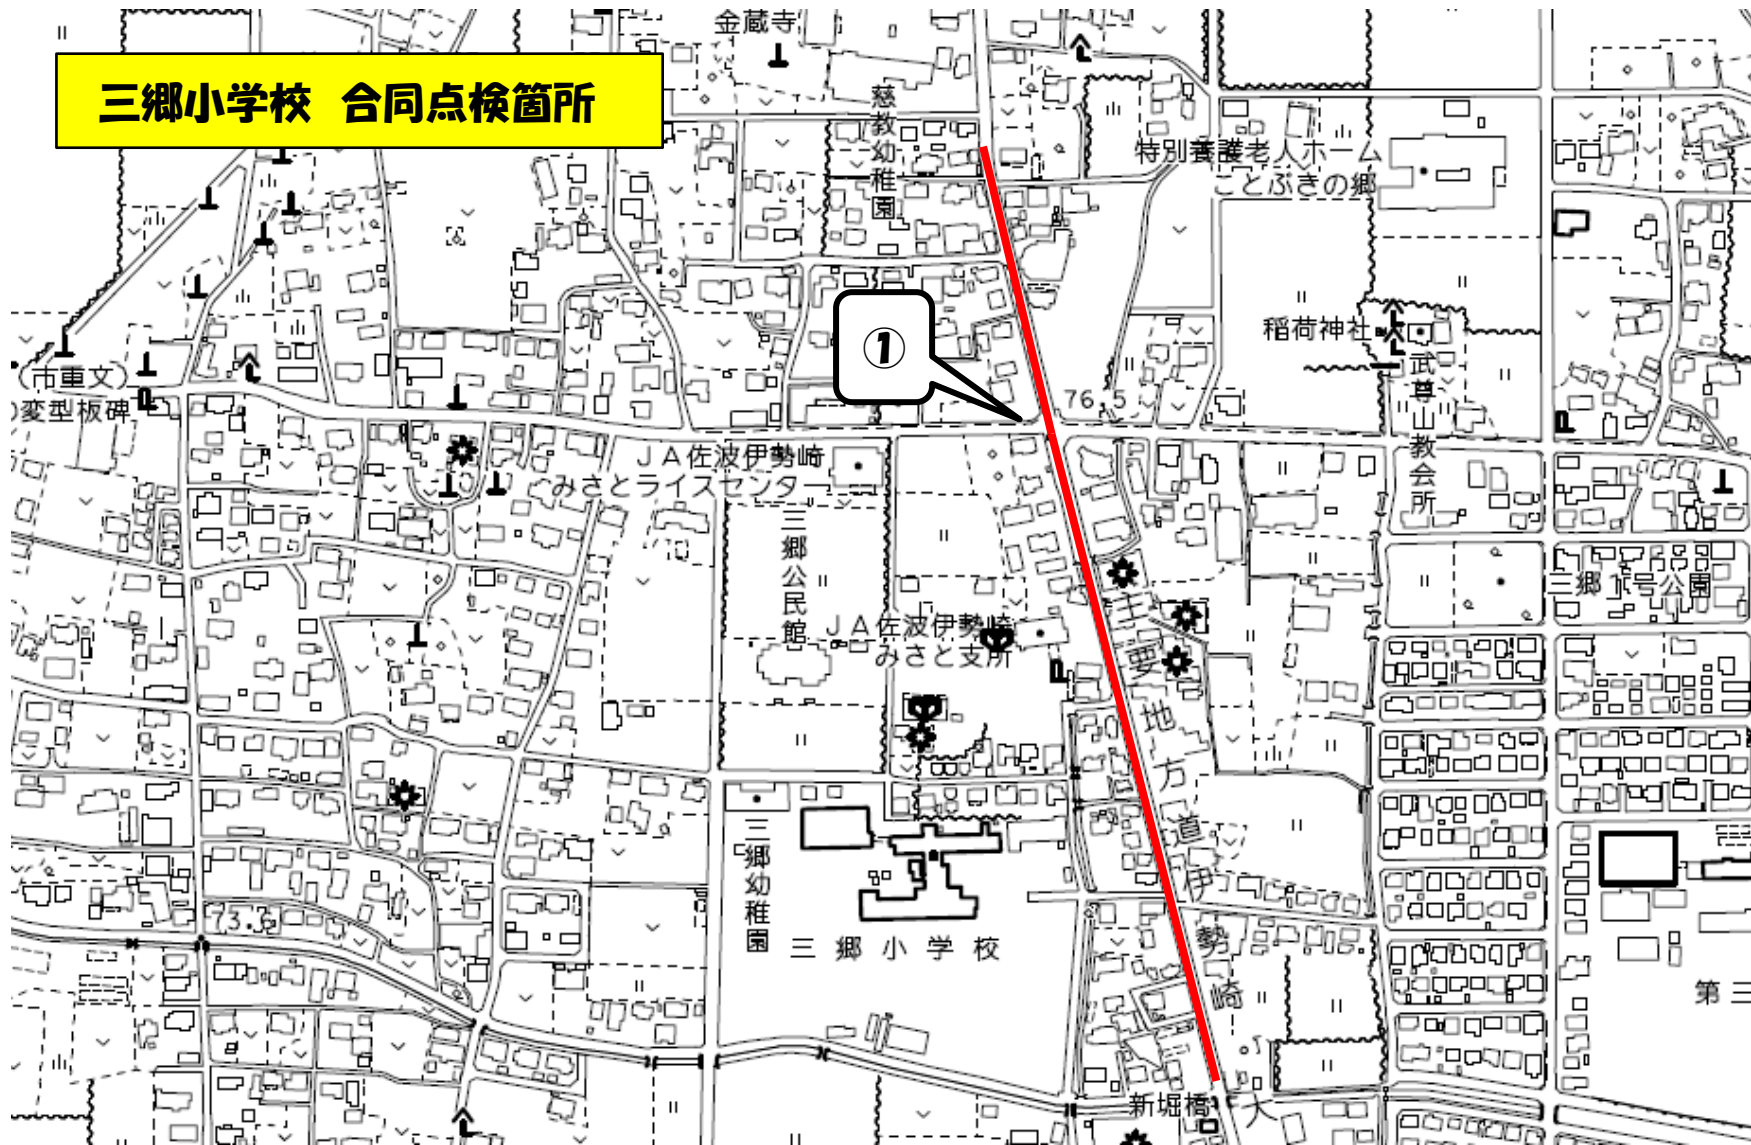 金蔵寺
三郷小学校 合同点検箇所
慈教幼稚園
特別養護老人ホーム
ことぶきの郷
①
稲荷神社
武尊山教会所
(市重文)
の変型板碑
76.5
JA佐波伊勢崎
みさとライスセンター
三郷公民館
三郷1号公園
JA佐波伊勢崎
みさと支所
主要地方道伊勢崎大
三郷幼稚園
三郷小学校
73.3
第三
新堀橋